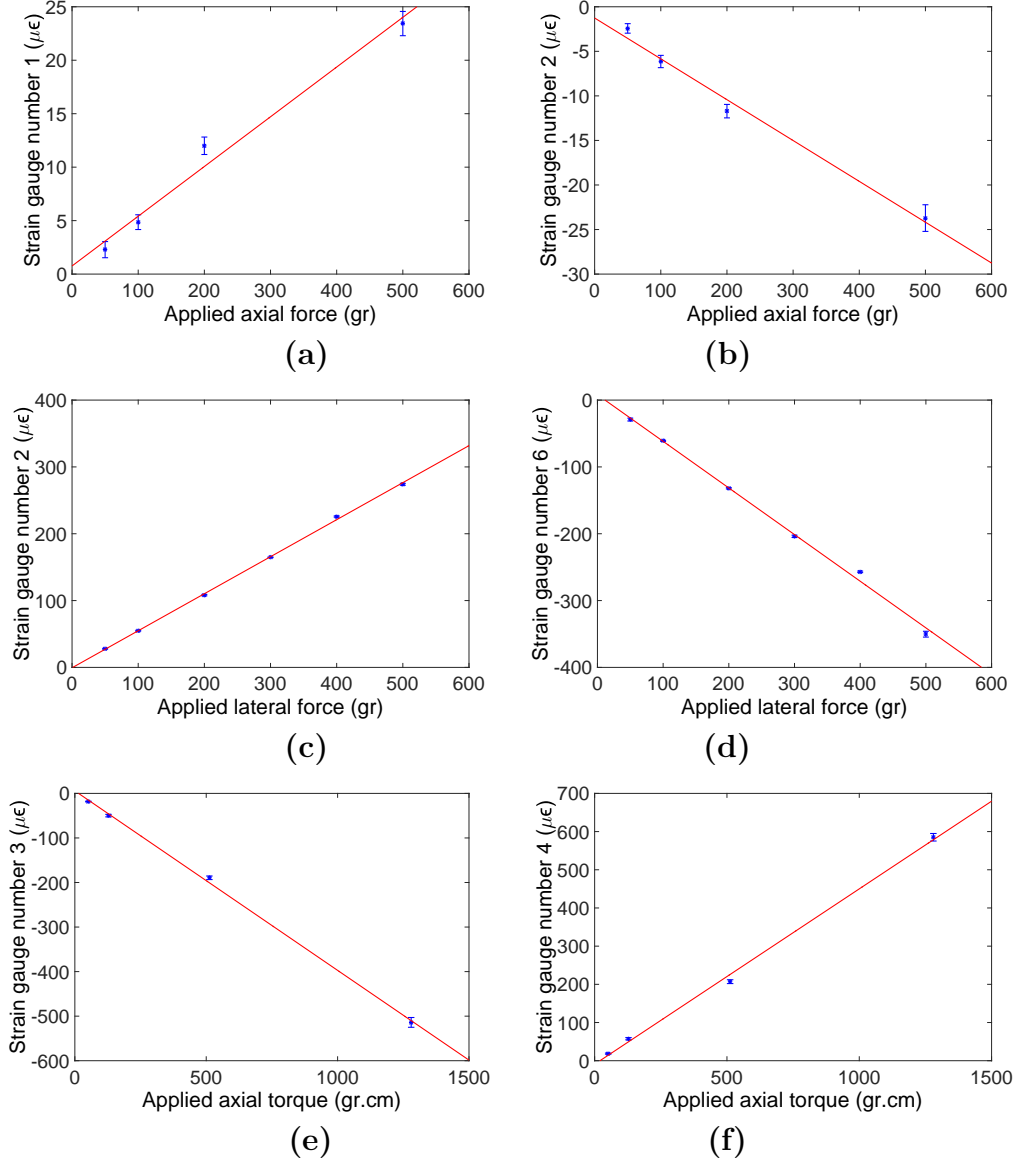 Strain gauge number 1 (με)
25
20
15
10
5
0
0 100 200 300 400 500 600
Applied axial force (gr)
(a)
Strain gauge number 2 (με)
0
-5
-10
-15
-20
-25
-30
0 100 200 300 400 500 600
Applied axial force (gr)
(b)
Strain gauge number 2 (με)
400
300
200
100
0
0 100 200 300 400 500 600
Applied lateral force (gr)
(c)
Strain gauge number 6 (με)
0
-100
-200
-300
-400
0 100 200 300 400 500 600
Applied lateral force (gr)
(d)
Strain gauge number 3 (με)
0
-100
-200
-300
-400
-500
-600
0 500 1000 1500
Applied axial torque (gr.cm)
(e)
Strain gauge number 4 (με)
700
600
500
400
300
200
100
0
0 500 1000 1500
Applied axial torque (gr.cm)
(f)